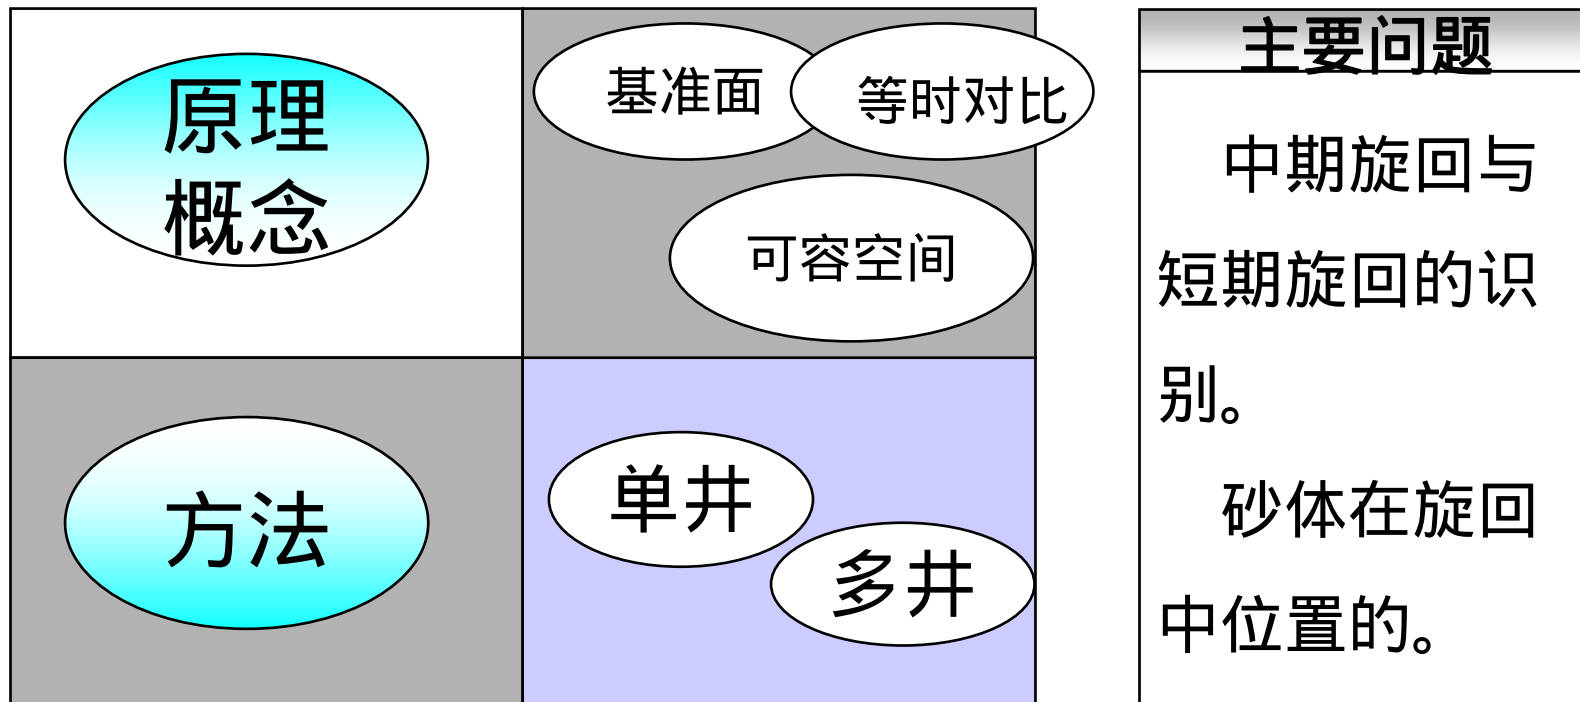 原理
概念
基准面
等时对比
可容空间
方法
单井
多井
主要问题
中期旋回与
短期旋回的识
别。
砂体在旋回
中位置的。